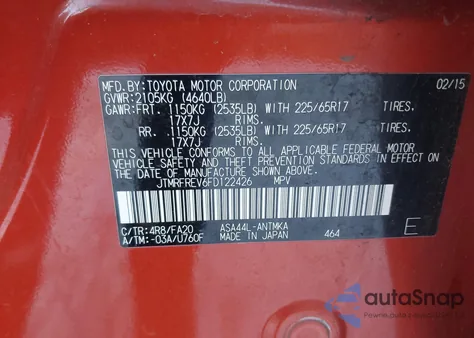 MFD.BY:TOYOTA MOTOR CORPORATION 02/15
GVWR:2105KG (4640LB)
GAWR:FRT. 1150KG (2535LB) WITH 225/65R17 TIRES.
17X7J RIMS.
RR. 1150KG (2535LB) WITH 225/65R17 TIRES.
17X7J RIMS.
THIS VEHICLE CONFORMS TO ALL APPLICABLE FEDERAL MOTOR
VEHICLE SAFETY STANDARDS IN EFFECT ON THE
DATE OF MANUFACTURE SHOWN ABOVE.
JTMRFREV6FD122426 MPV
C/TR:4R8/FA20 ASA44L-ANTMKA
A/TM:-03A/U760F MADE IN JAPAN 464 E
autoSnap